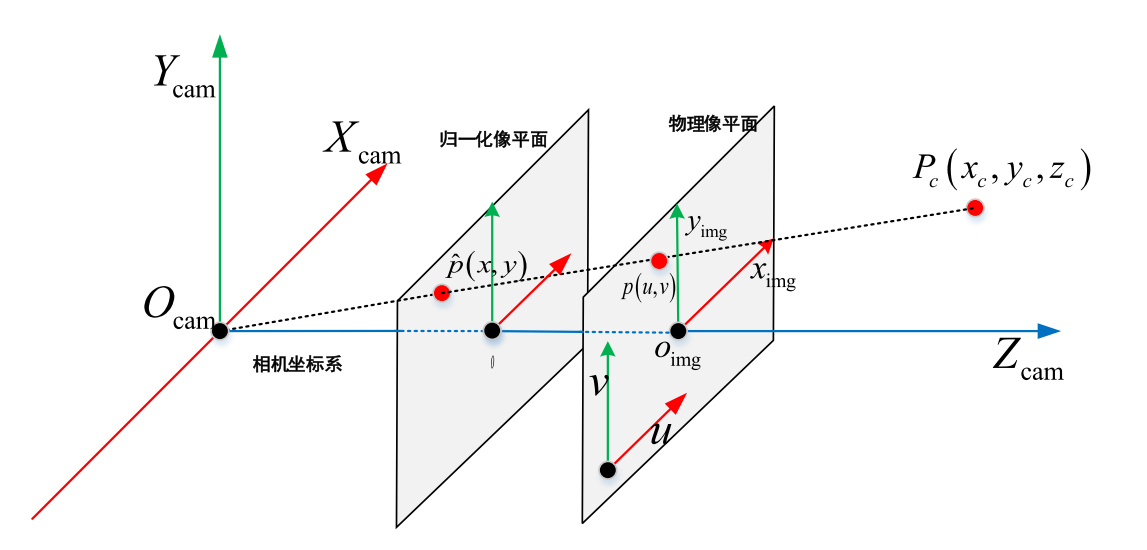 Y_cam
X_cam
归一化像平面
物理像平面
P_c(x_c, y_c, z_c)
y_img
p̂(x, y)
x_img
p(u,v)
O_cam
o_img
Z_cam
相机坐标系
v
u